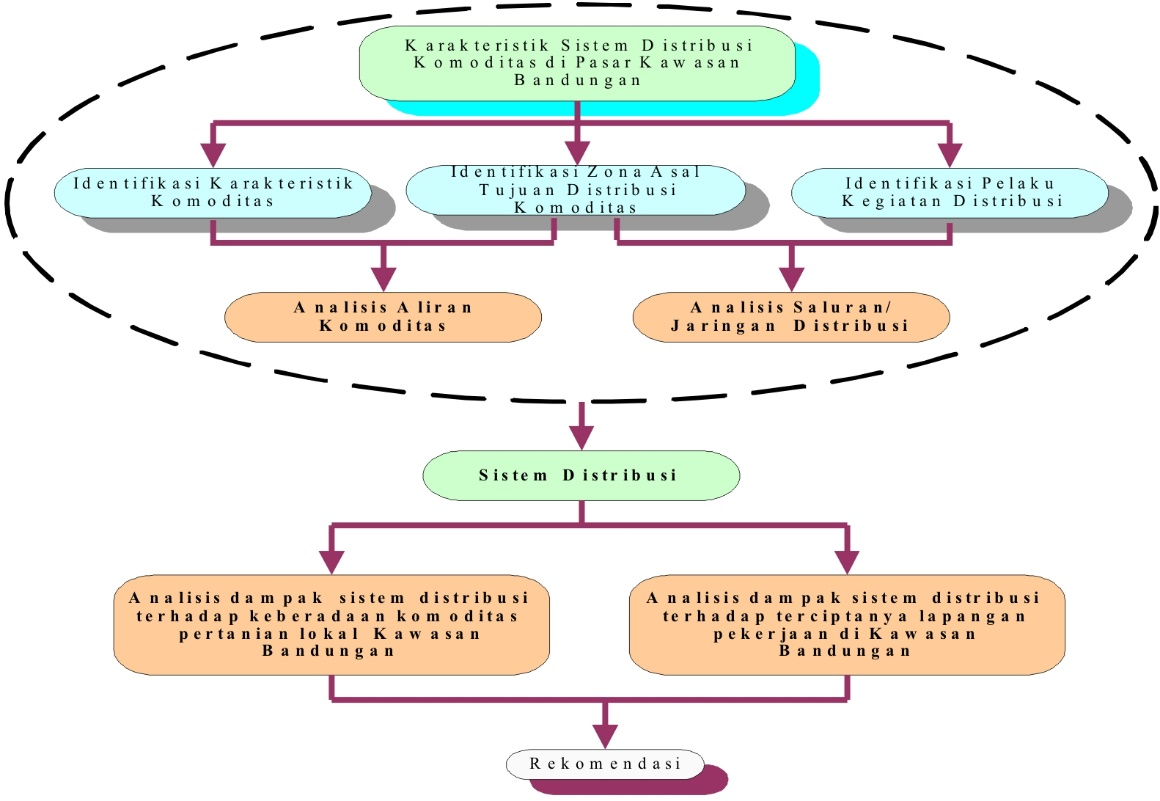 Karakteristik Sistem Distribusi
Komoditas di Pasar Kawasan
Bandungan
Identifikasi Karakteristik
Komoditas
Identifikasi Zona Asal
Tujuan Distribusi
Komoditas
Identifikasi Pelaku
Kegiatan Distribusi
Analisis Aliran
Komoditas
Analisis Saluran/
Jaringan Distribusi
Sistem Distribusi
Analisis dampak sistem distribusi
terhadap keberadaan komoditas
pertanian lokal Kawasan
Bandungan
Analisis dampak sistem distribusi
terhadap terciptanya lapangan
pekerjaan di Kawasan
Bandungan
Rekomendasi